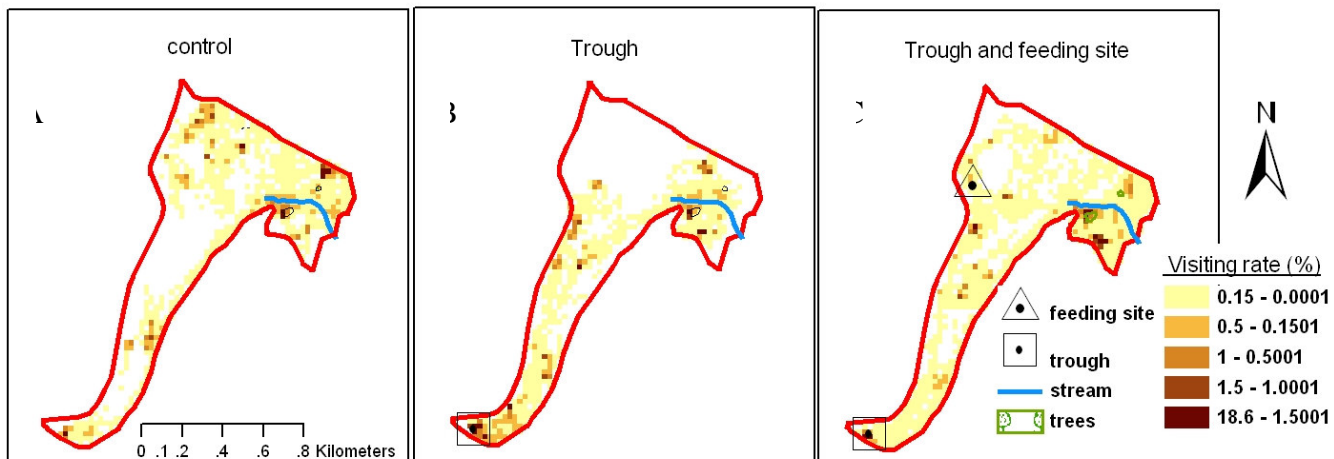 control
Trough
Trough and feeding site
B
C
N
Visiting rate (%)
0.15 - 0.0001
0.5 - 0.1501
1 - 0.5001
1.5 - 1.0001
18.6 - 1.5001
feeding site
trough
stream
trees
0 .1 .2 .4 .6 .8 Kilometers